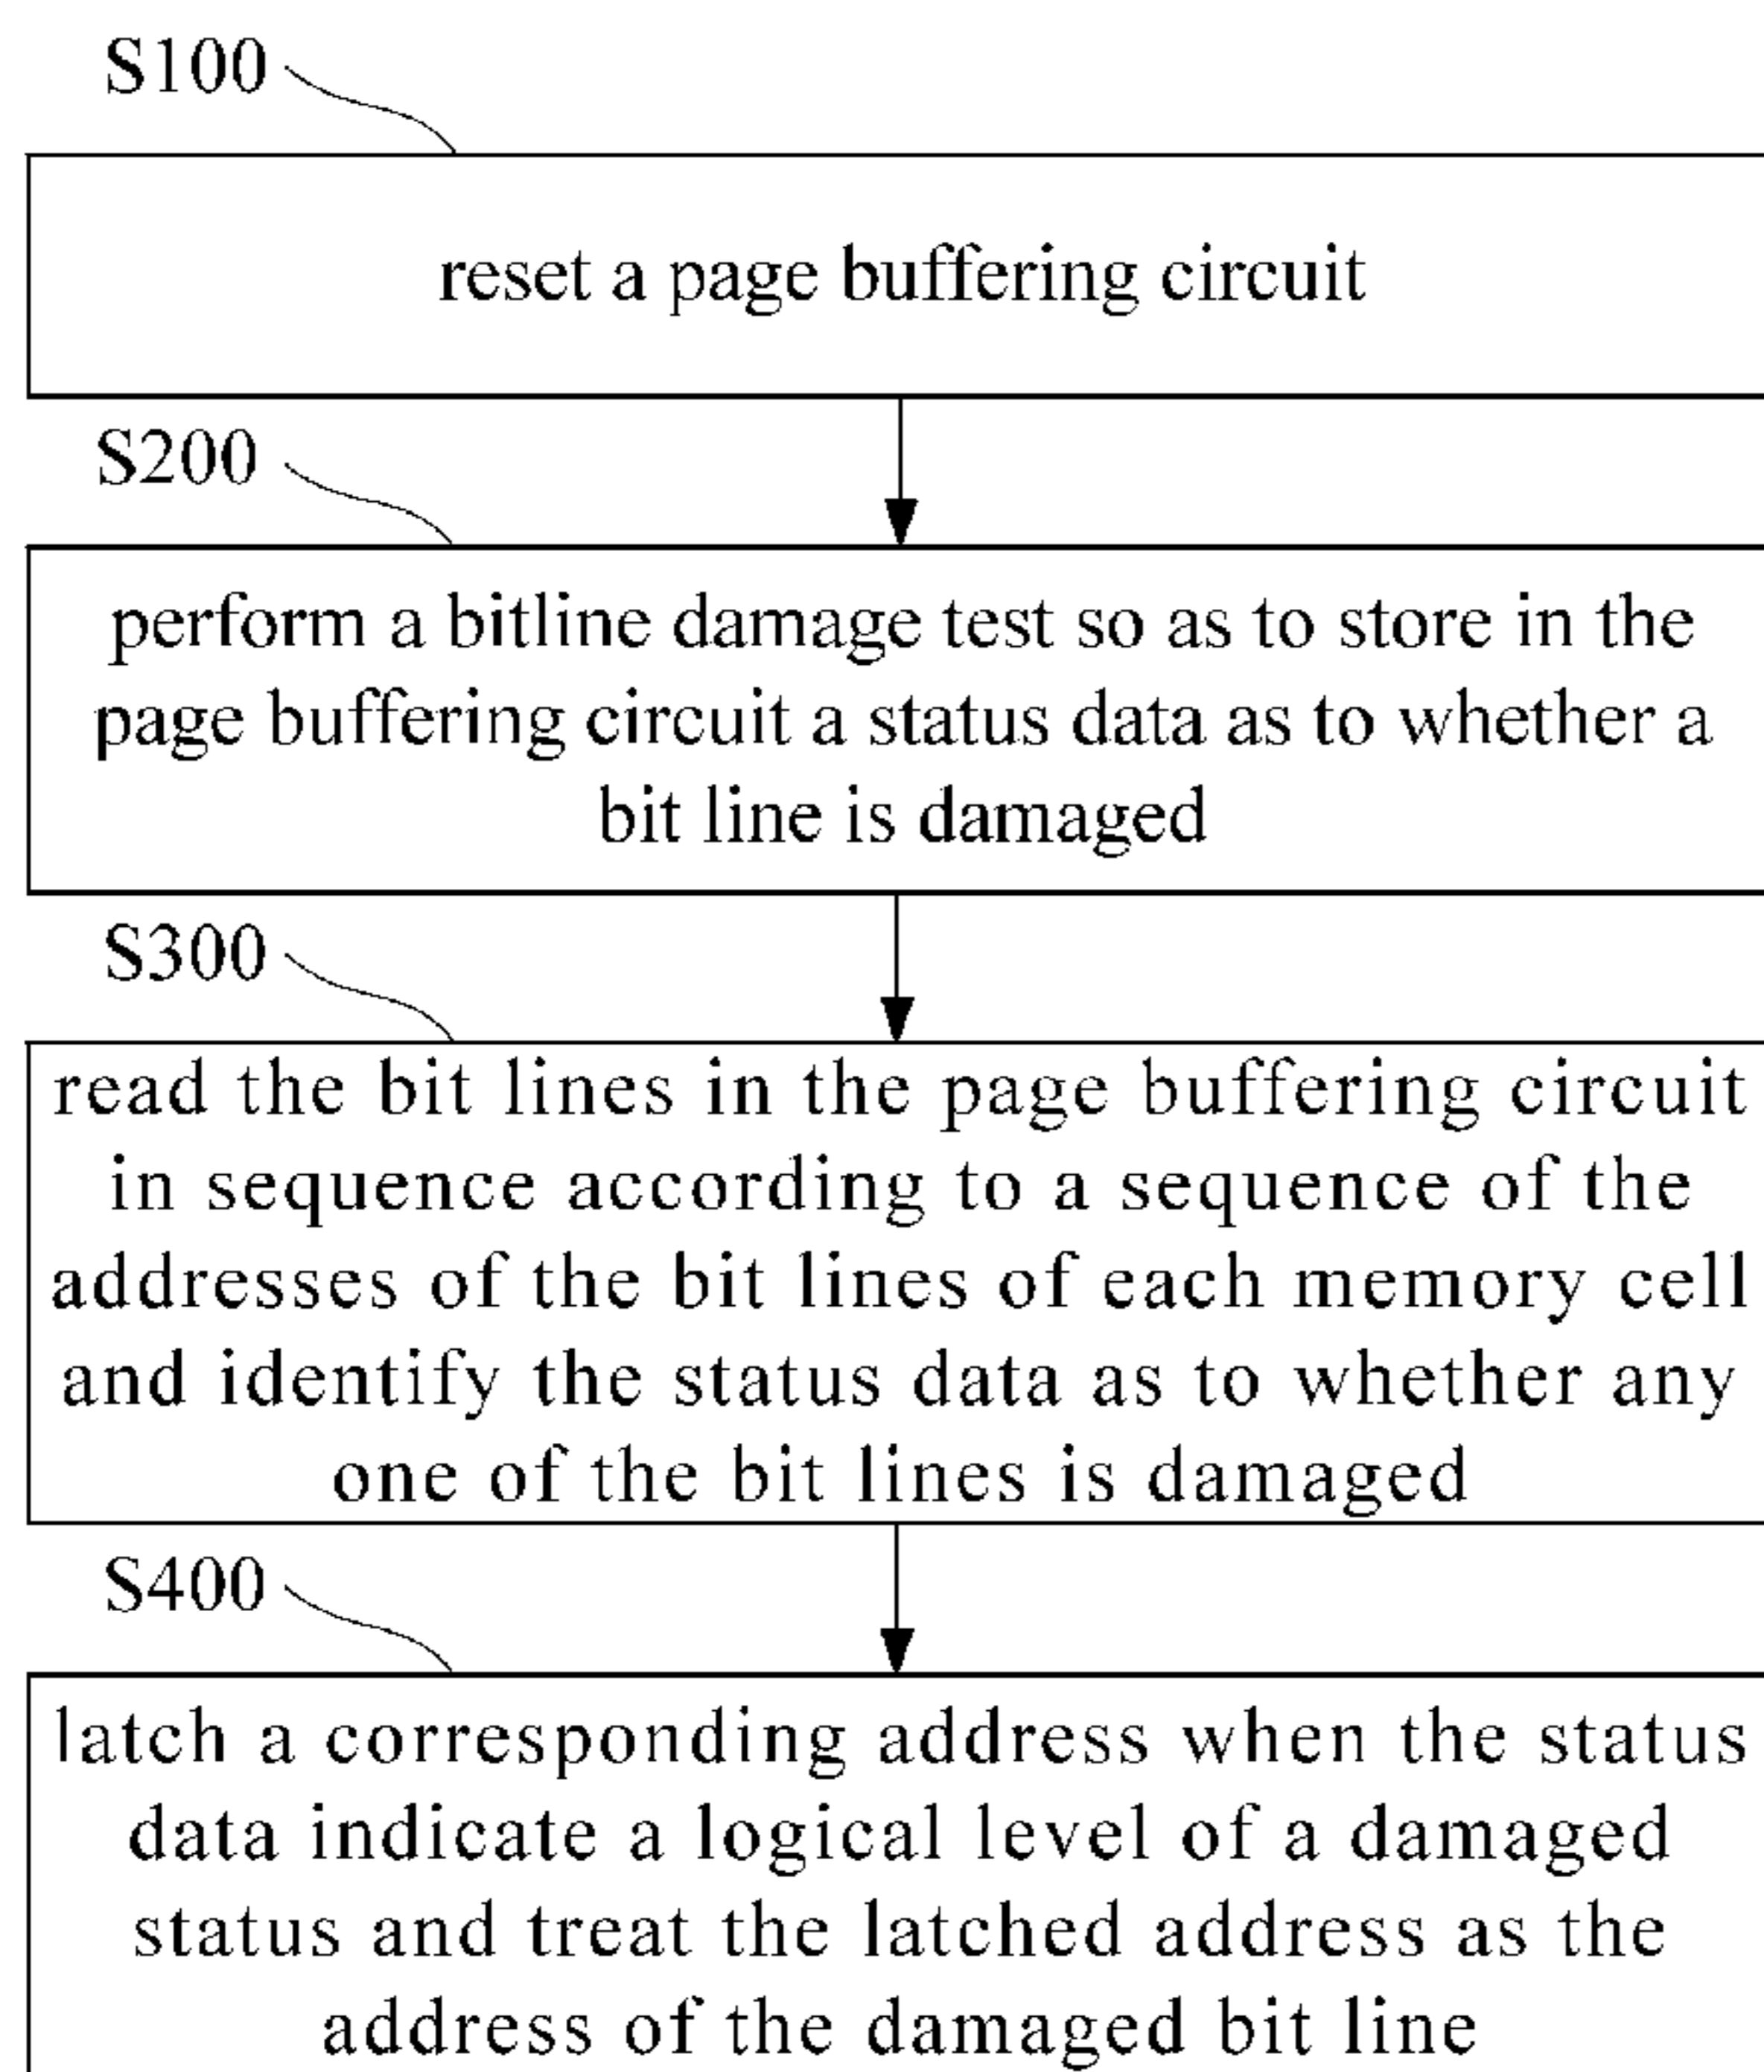 S100
reset a page buffering circuit
S200
perform a bitline damage test so as to store in the
page buffering circuit a status data as to whether a
bit line is damaged
S300
read the bit lines in the page buffering circuit
in sequence according to a sequence of the
addresses of the bit lines of each memory cell
and identify the status data as to whether any
one of the bit lines is damaged
S400
latch a corresponding address when the status
data indicate a logical level of a damaged
status and treat the latched address as the
address of the damaged bit line